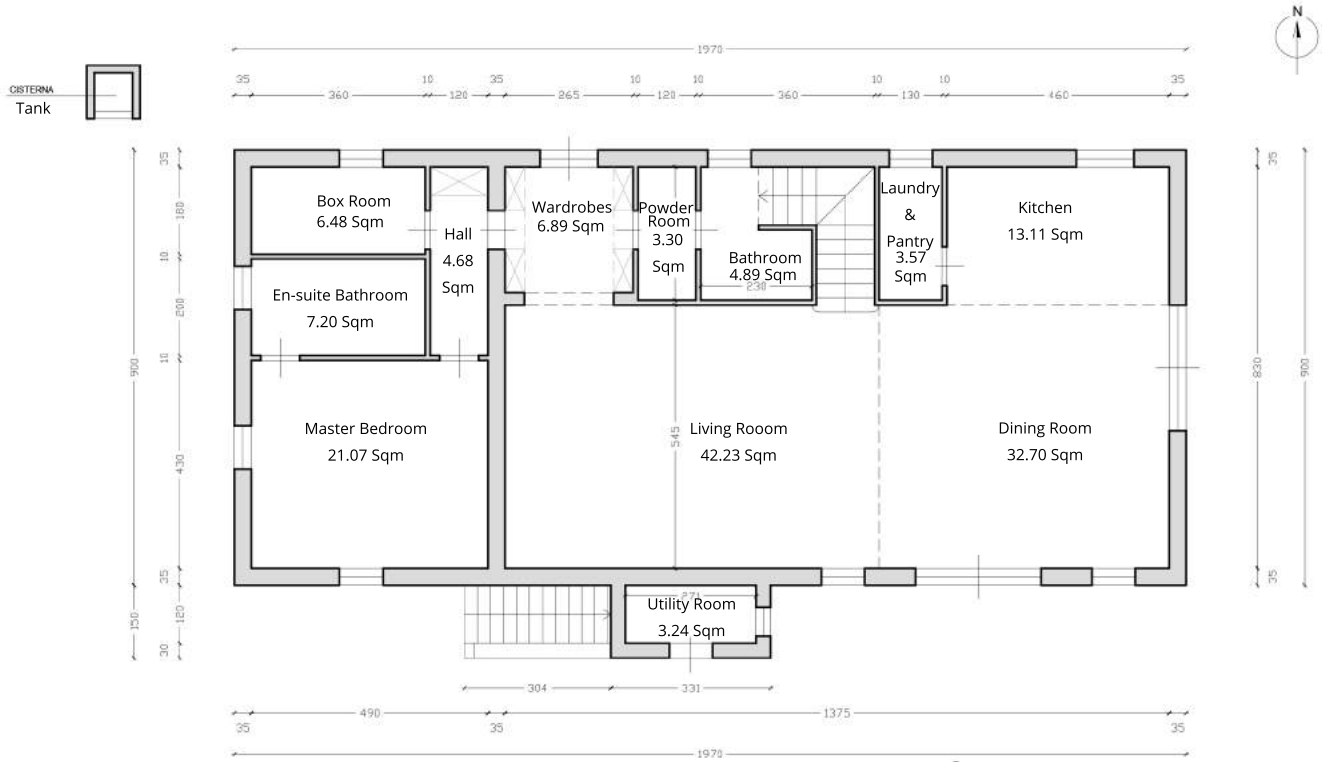 N
1970
35 10 35 10 10 10 10 35
360 120 265 120 360 130 460
CISTERNA
Tank
35
180
10
200
10
430
35
120
30
900
150
35
830
900
35
Box Room
6.48 Sqm
Hall
4.68
Sqm
Wardrobes
6.89 Sqm
Powder
Room
3.30
Sqm
Bathroom
4.89 Sqm
230
Laundry
&
Pantry
3.57
Sqm
Kitchen
13.11 Sqm
En-suite Bathroom
7.20 Sqm
Master Bedroom
21.07 Sqm
545
Living Rooom
42.23 Sqm
Dining Room
32.70 Sqm
271
Utility Room
3.24 Sqm
304 331
490 1375
35 35 35
1970